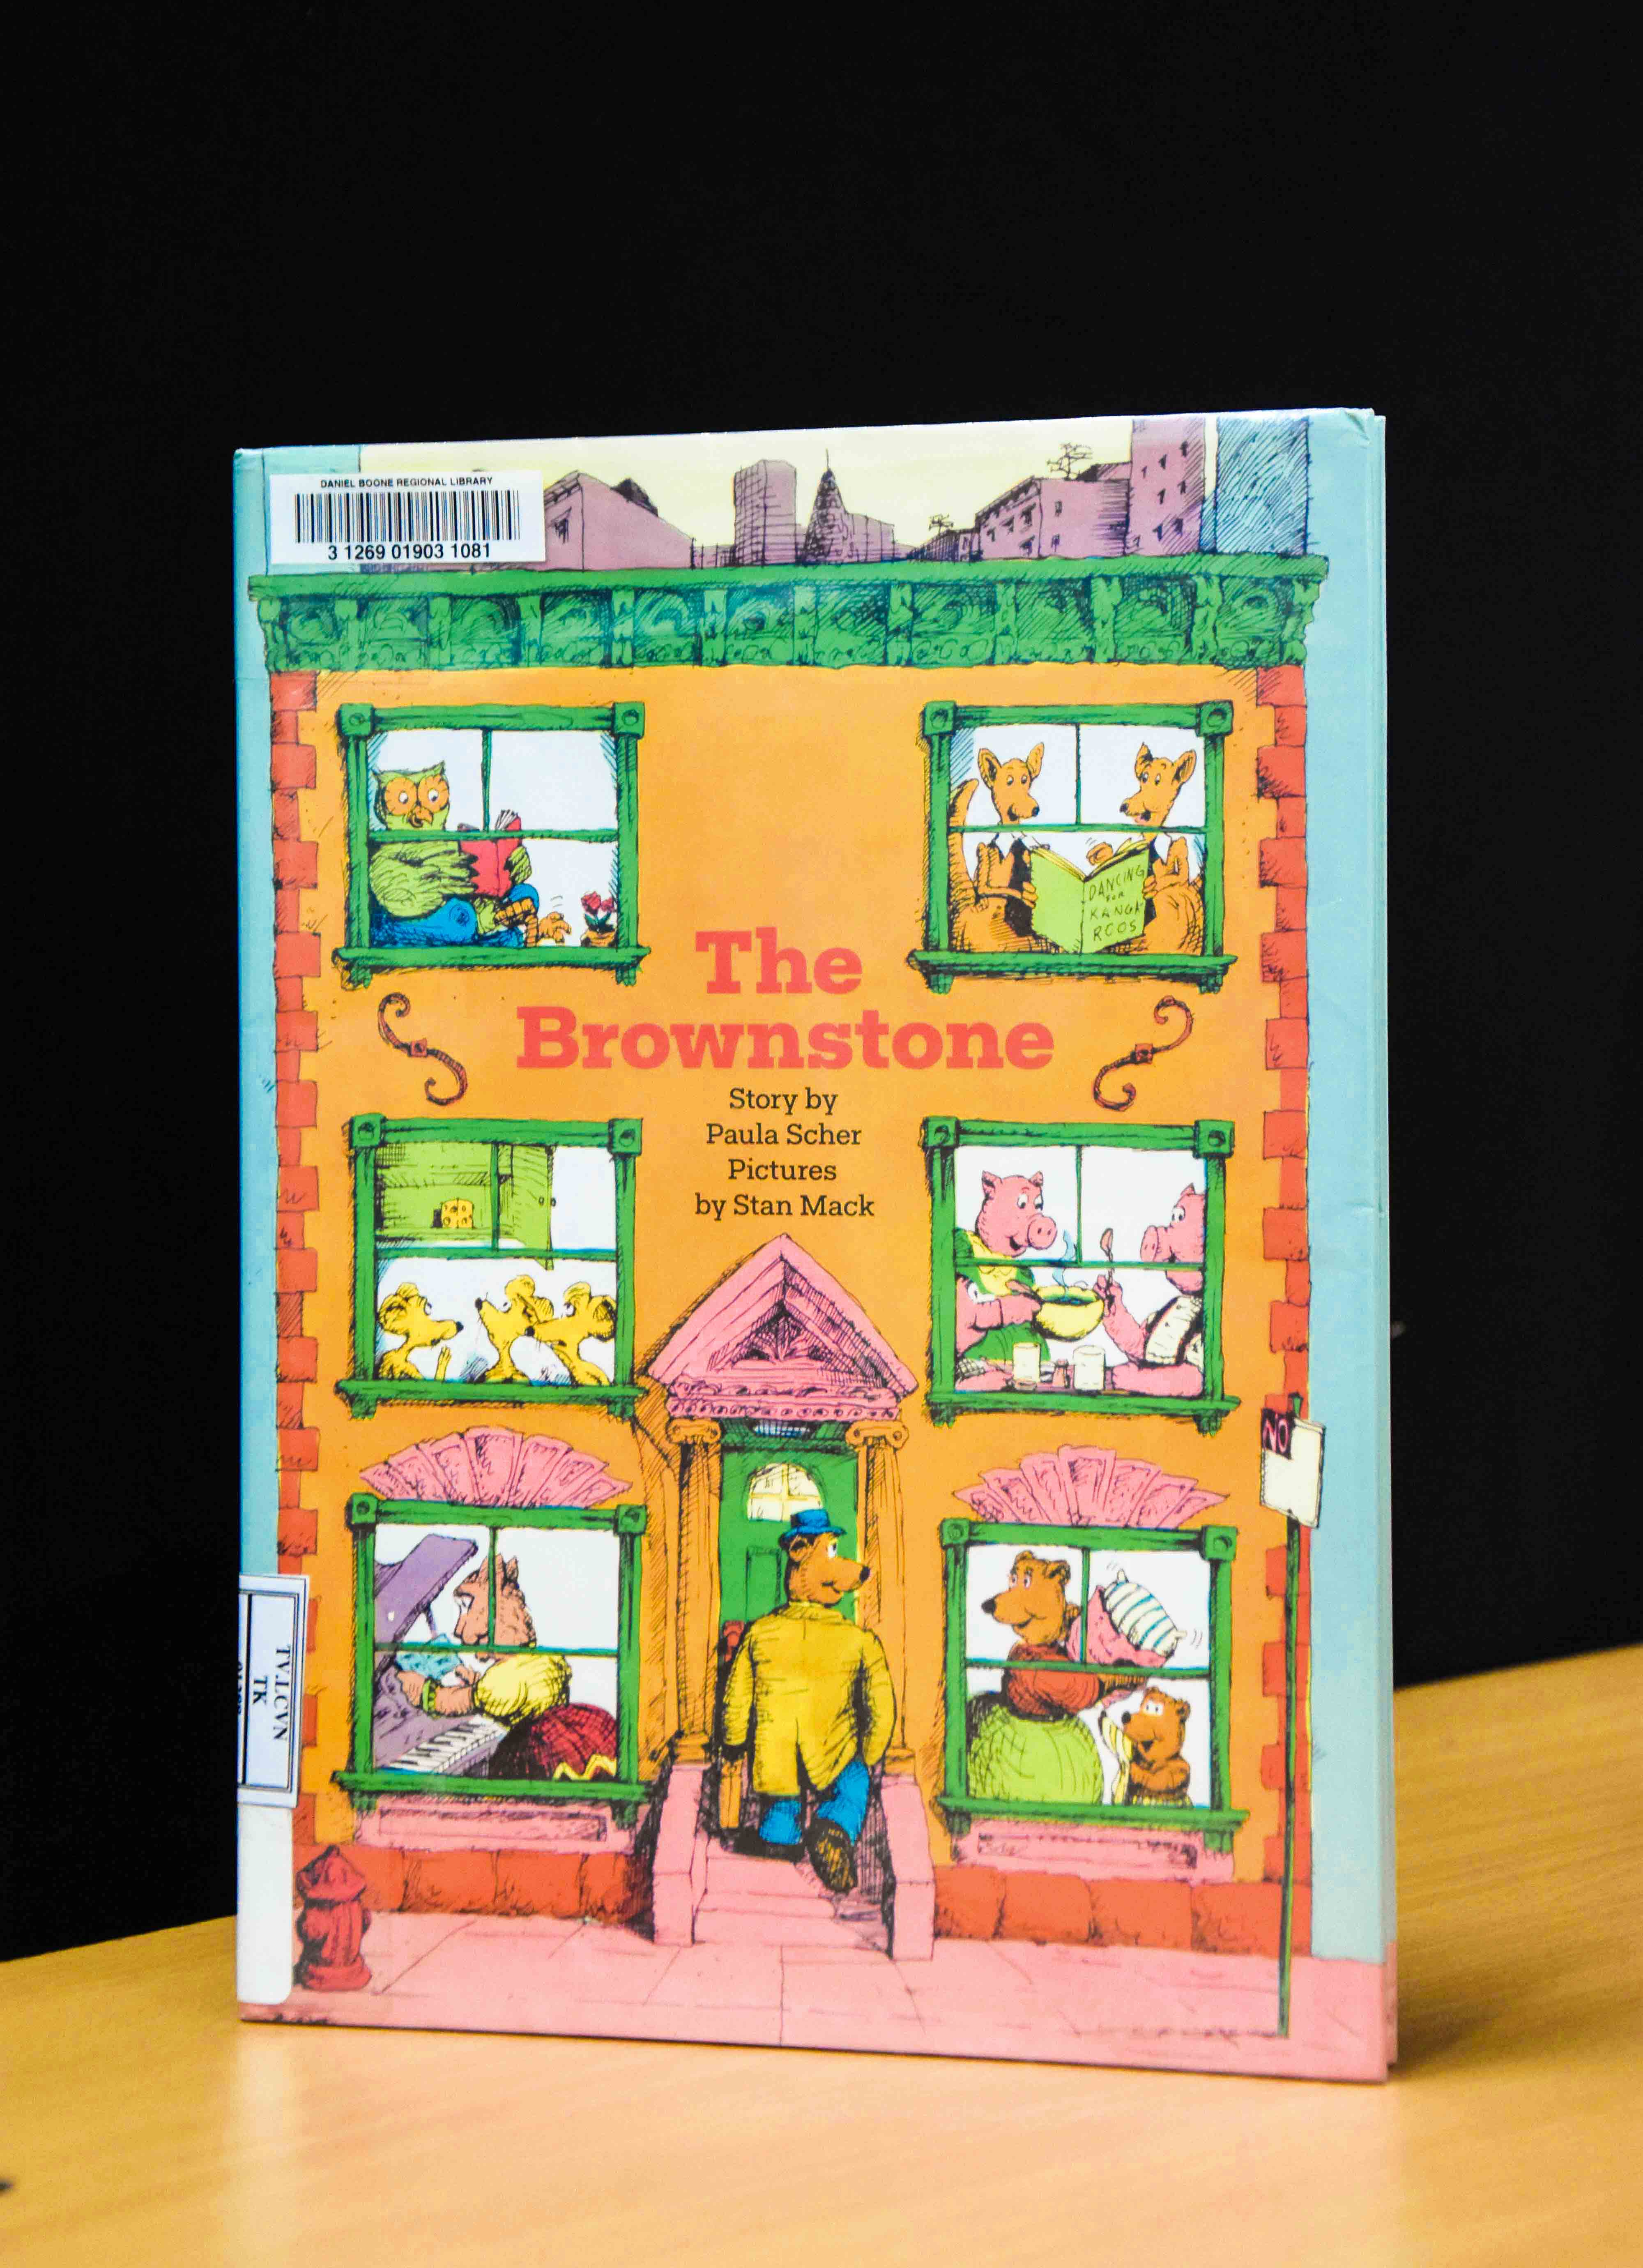 DANIEL BOONE REGIONAL LIBRARY
3 1269 01903 1081
DANCING
FOR
KANGA
ROOS
The
Brownstone
Story by
Paula Scher
Pictures
by Stan Mack
NO
TV.LCVN
TK